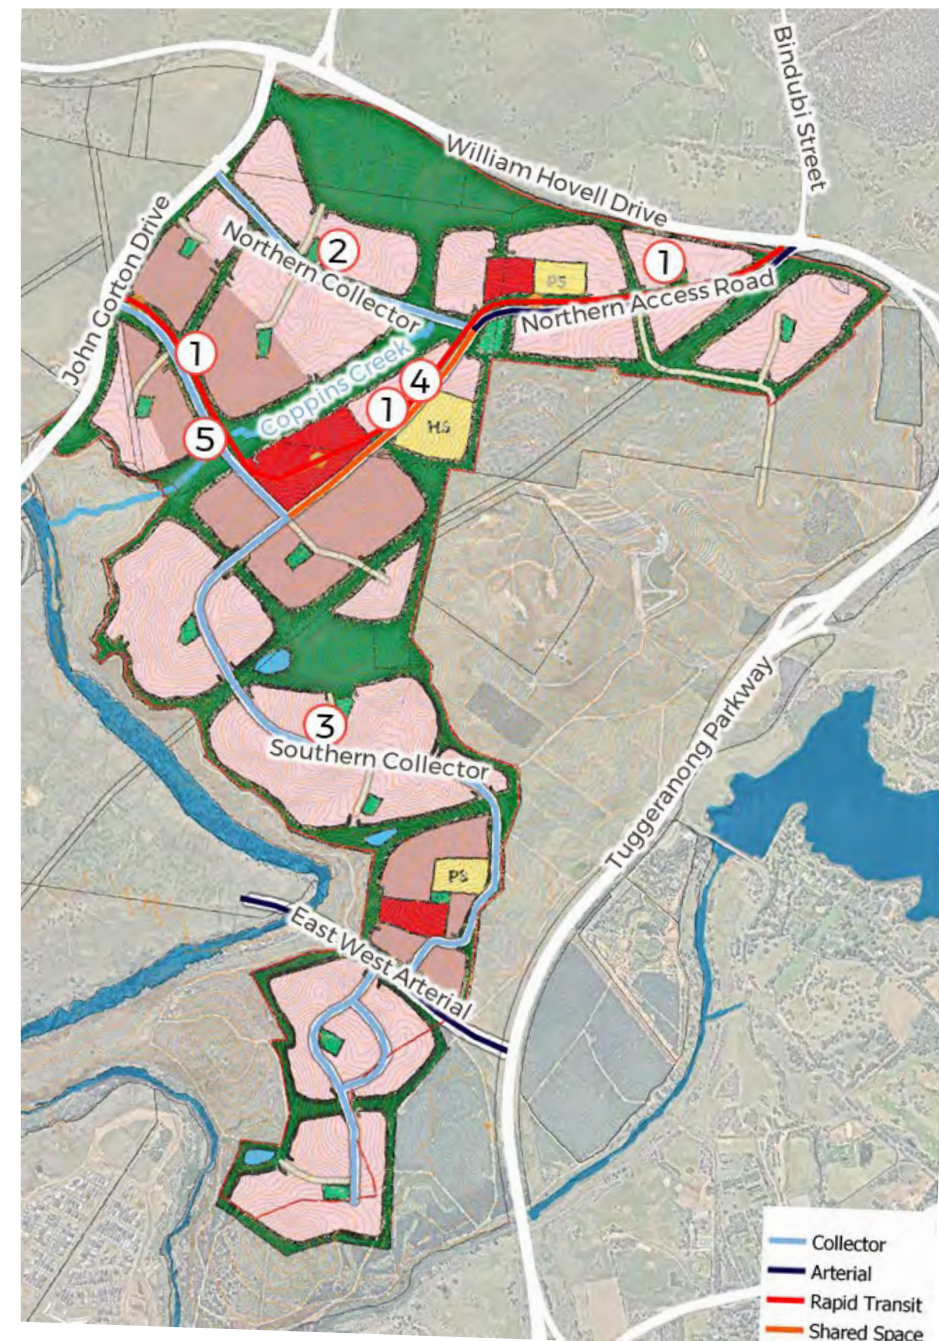 Bindubi Street
William Hovell Drive
John Gorton Drive
2
Northern Collector
1
PS
Northern Access Road
1
Coppins Creek
4
1
HS
5
3
Southern Collector
Tuggeranong Parkway
PS
East West Arterial
Collector
Arterial
Rapid Transit
Shared Space